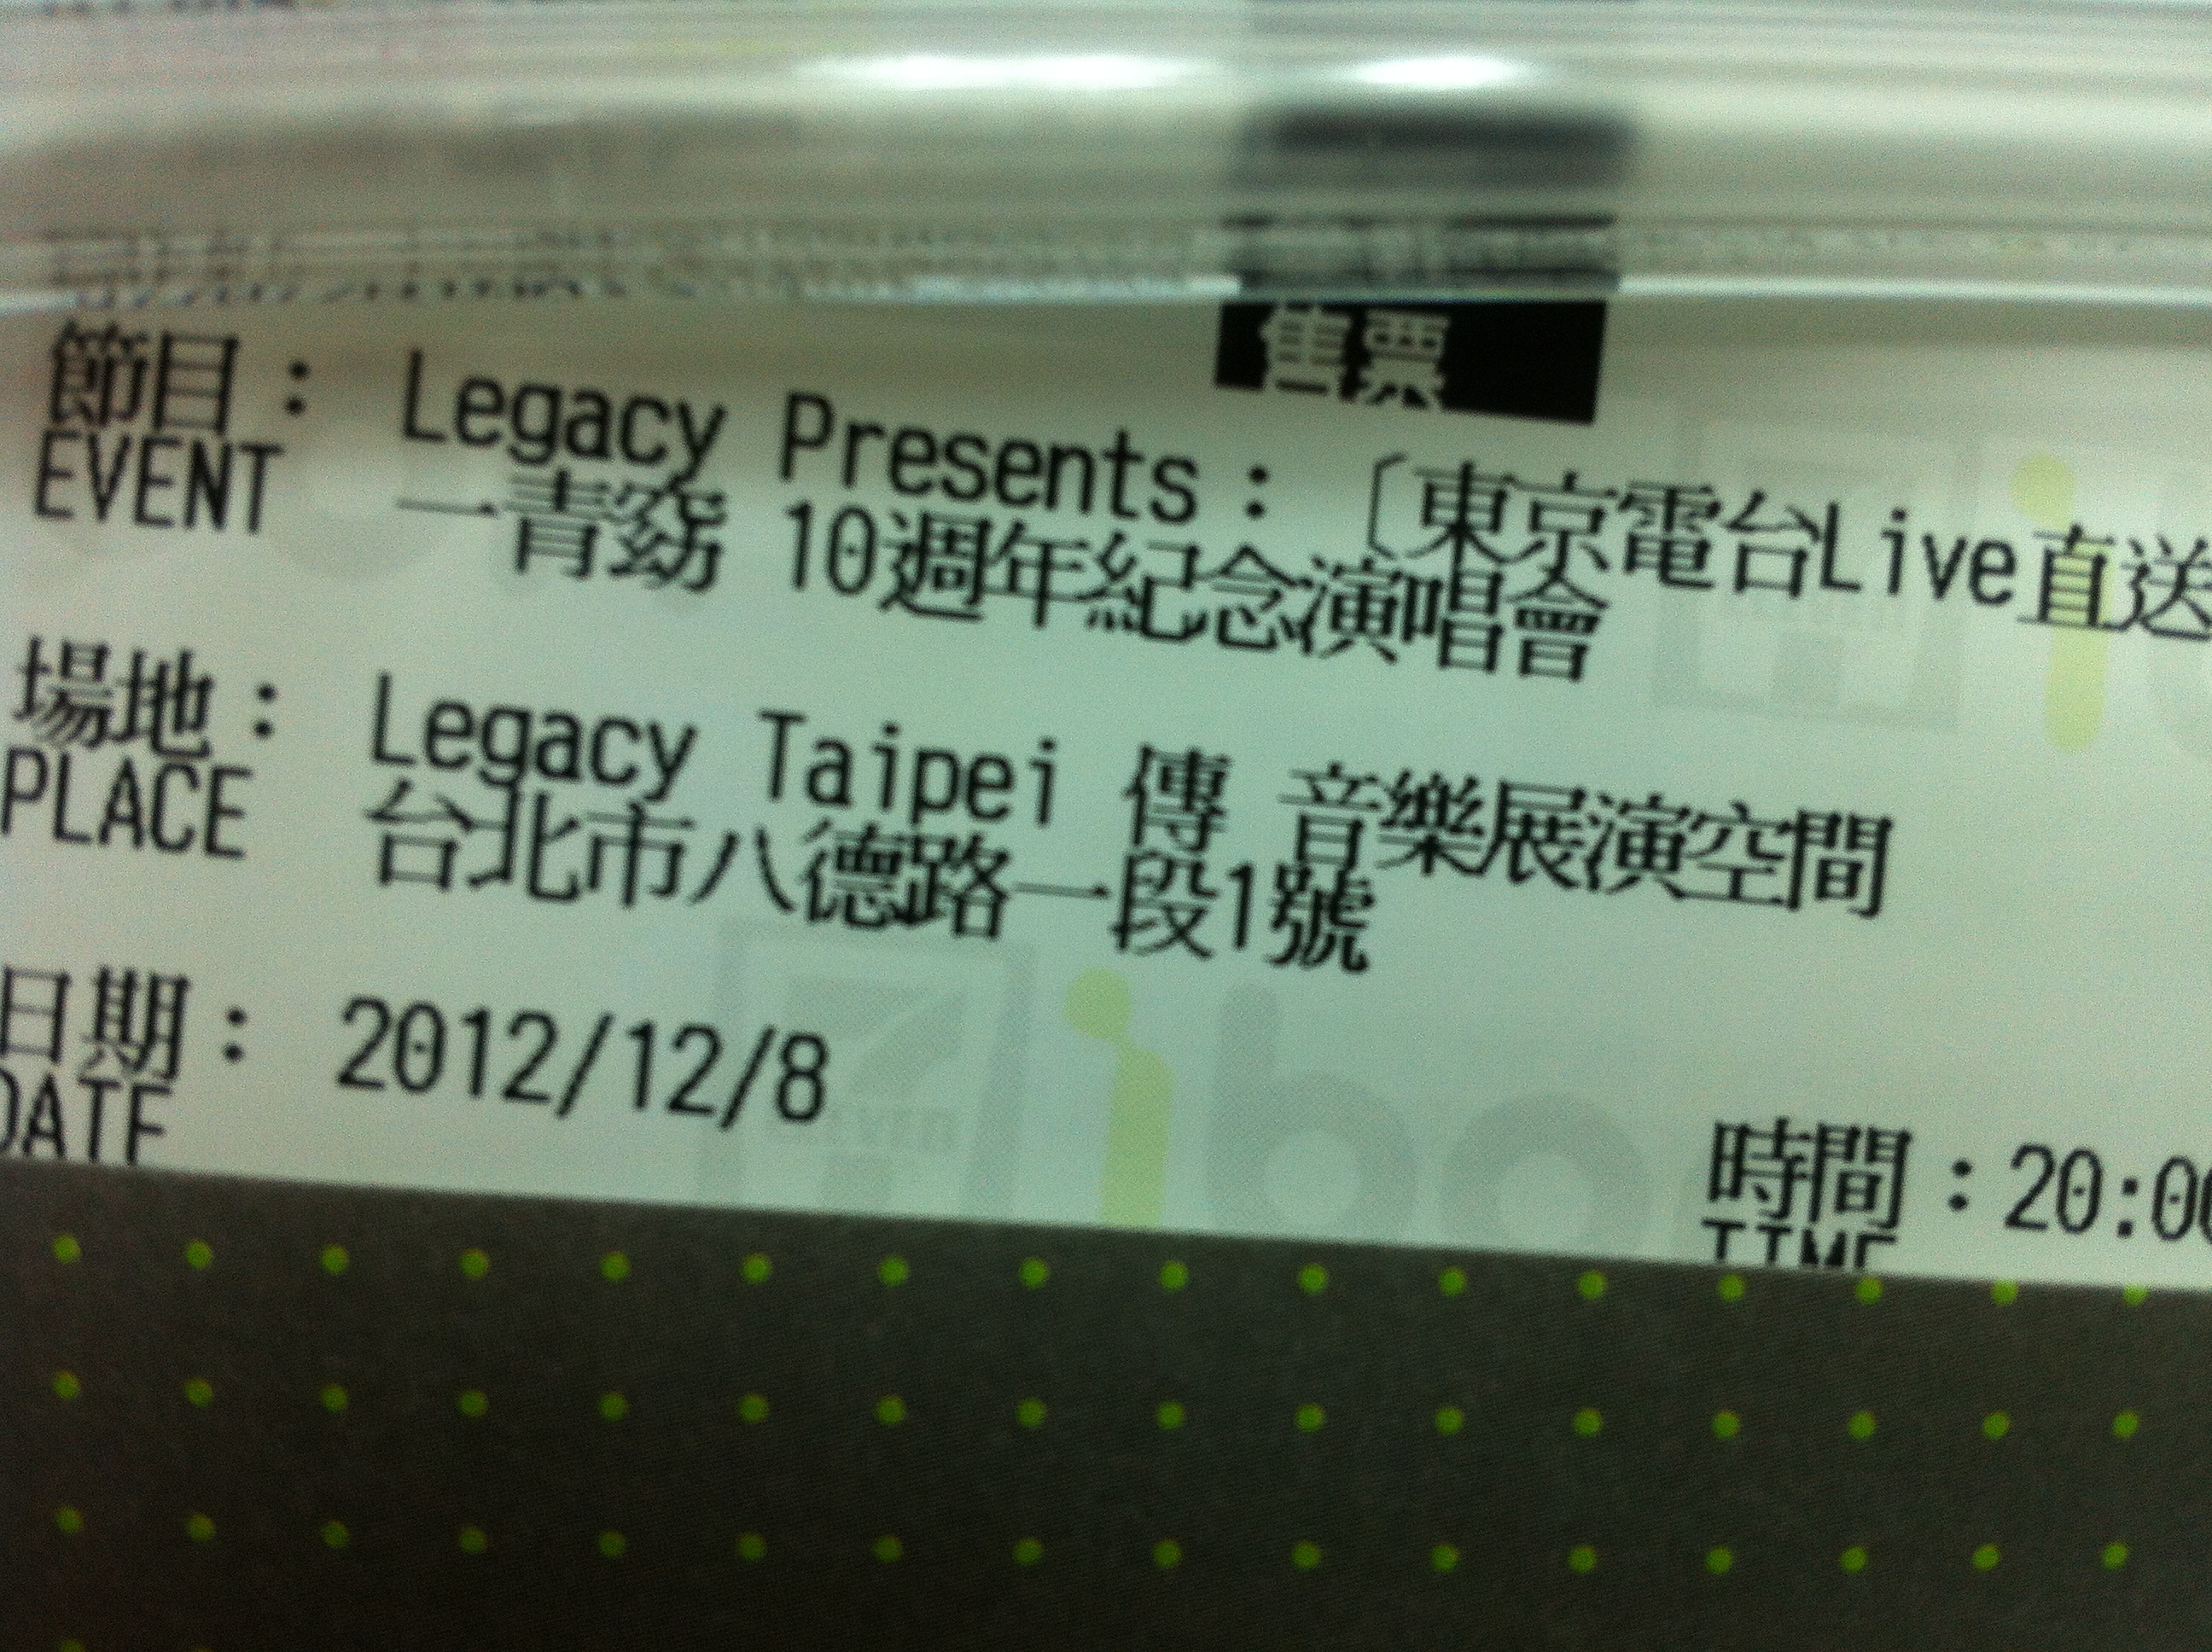 售票
節目： Legacy Presents：〔東京電台Live直送
EVENT 一青窈 10週年紀念演唱會
場地： Legacy Taipei 傳 音樂展演空間
PLACE 台北市八德路一段1號
日期： 2012/12/8
DATE
時間：20:00
TIME
ibo